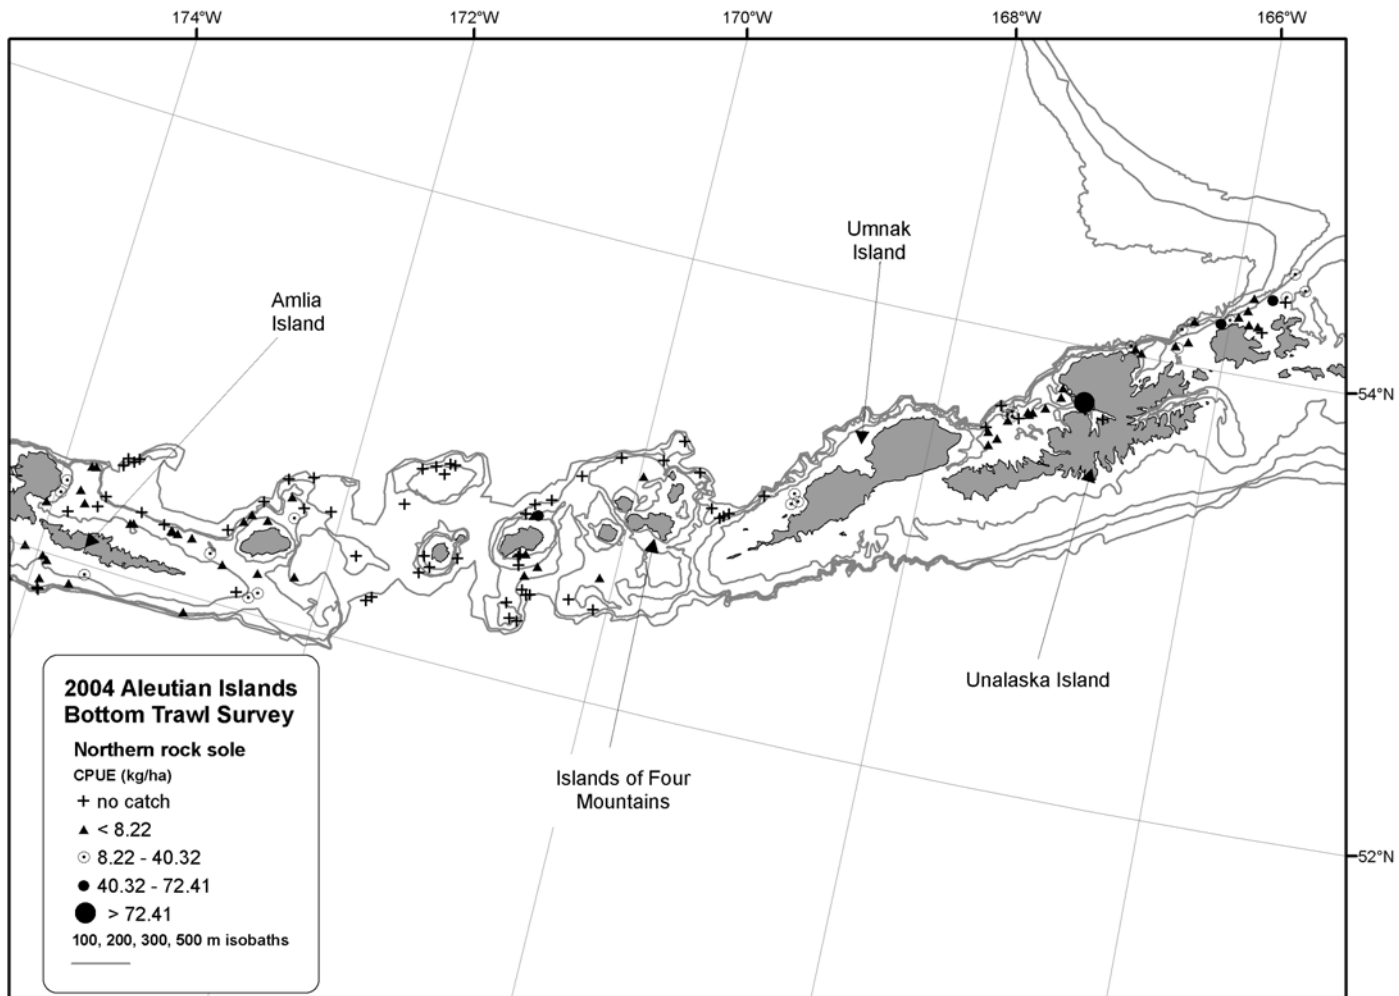 174°W
172°W
170°W
168°W
166°W
Umnak
Island
Amlia
Island
54°N
Unalaska Island
Islands of Four
Mountains
52°N
2004 Aleutian Islands
Bottom Trawl Survey
Northern rock sole
CPUE (kg/ha)
no catch
< 8.22
8.22 - 40.32
40.32 - 72.41
> 72.41
100, 200, 300, 500 m isobaths